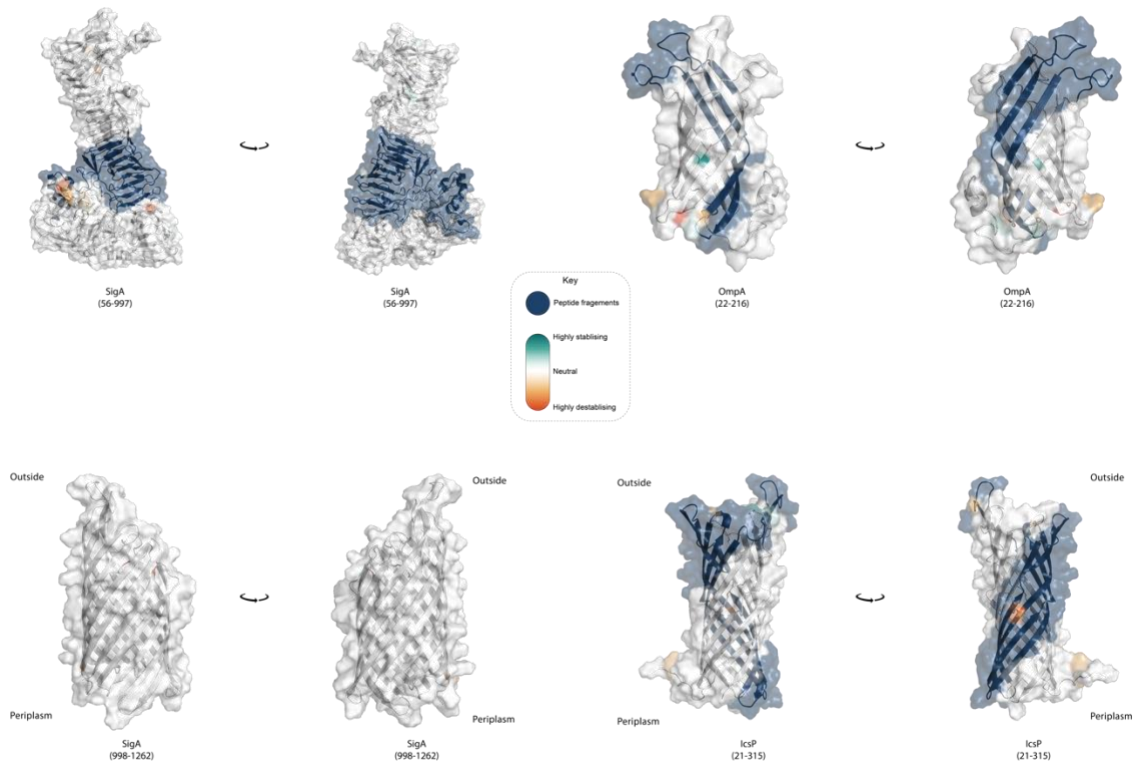 SigA
(56-997)
SigA
(56-997)
OmpA
(22-216)
OmpA
(22-216)
Key
Peptide fragements
Highly stablising
Neutral
Highly destablising
Outside
Periplasm
SigA
(998-1262)
Outside
Periplasm
SigA
(998-1262)
Outside
Periplasm
IcsP
(21-315)
Outside
Periplasm
IcsP
(21-315)